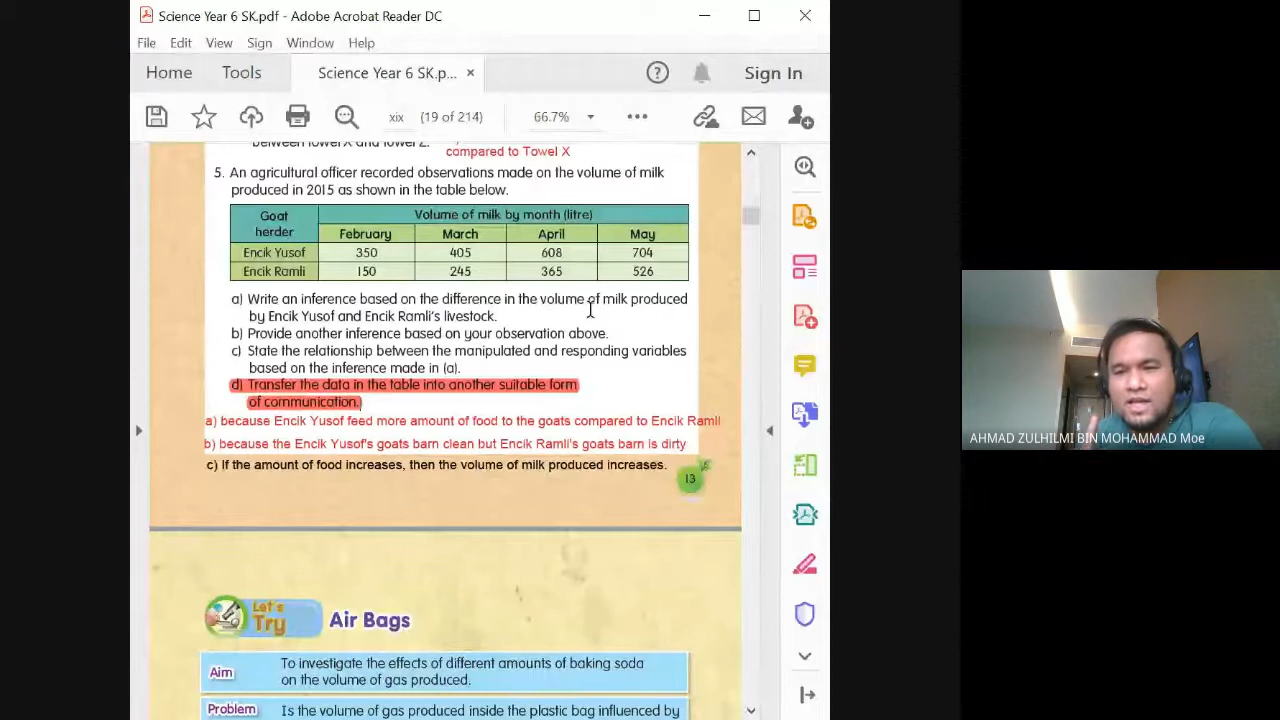 Science Year 6 SK.pdf - Adobe Acrobat Reader DC
File Edit View Sign Window Help
Home Tools Science Year 6 SK.p... × Sign In
xix (19 of 214) 66.7%
between Towel X and Towel Z.
compared to Towel X
5. An agricultural officer recorded observations made on the volume of milk
produced in 2015 as shown in the table below.
Goat herder Volume of milk by month (litre)
February March April May
Encik Yusof 350 405 608 704
Encik Ramli 150 245 365 526
a) Write an inference based on the difference in the volume of milk produced
by Encik Yusof and Encik Ramli's livestock.
b) Provide another inference based on your observation above.
c) State the relationship between the manipulated and responding variables
based on the inference made in (a).
d) Transfer the data in the table into another suitable form
of communication.
a) because Encik Yusof feed more amount of food to the goats compared to Encik Ramli
b) because the Encik Yusof's goats barn clean but Encik Ramli's goats barn is dirty
c) If the amount of food increases, then the volume of milk produced increases.
13
Let's
Try
Air Bags
Aim To investigate the effects of different amounts of baking soda
on the volume of gas produced.
Problem Is the volume of gas produced inside the plastic bag influenced by
AHMAD ZULHILMI BIN MOHAMMAD Moe